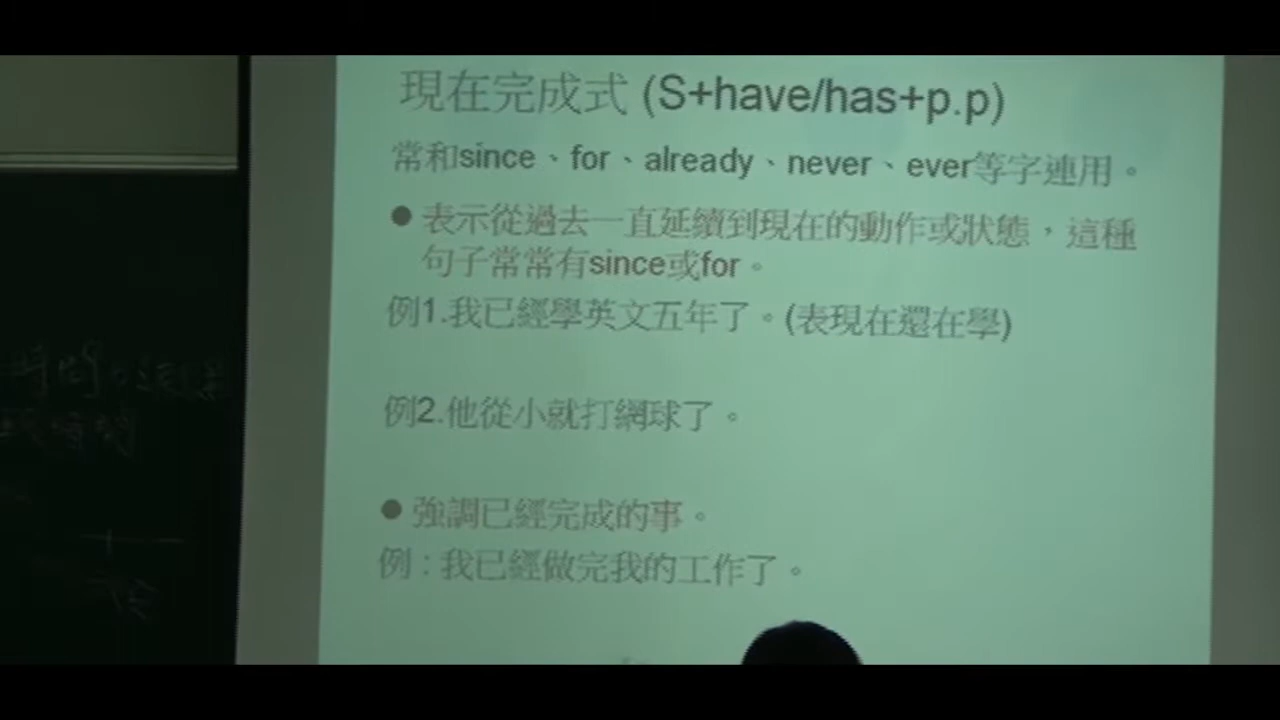 現在完成式 (S+have/has+p.p)
常和since、for、already、never、ever等字連用。
●表示從過去一直延續到現在的動作或狀態，這種
句子常常有since或for。
例1.我已經學英文五年了。(表現在還在學)
例2.他從小就打網球了。
●強調已經完成的事。
例：我已經做完我的工作了。
時間